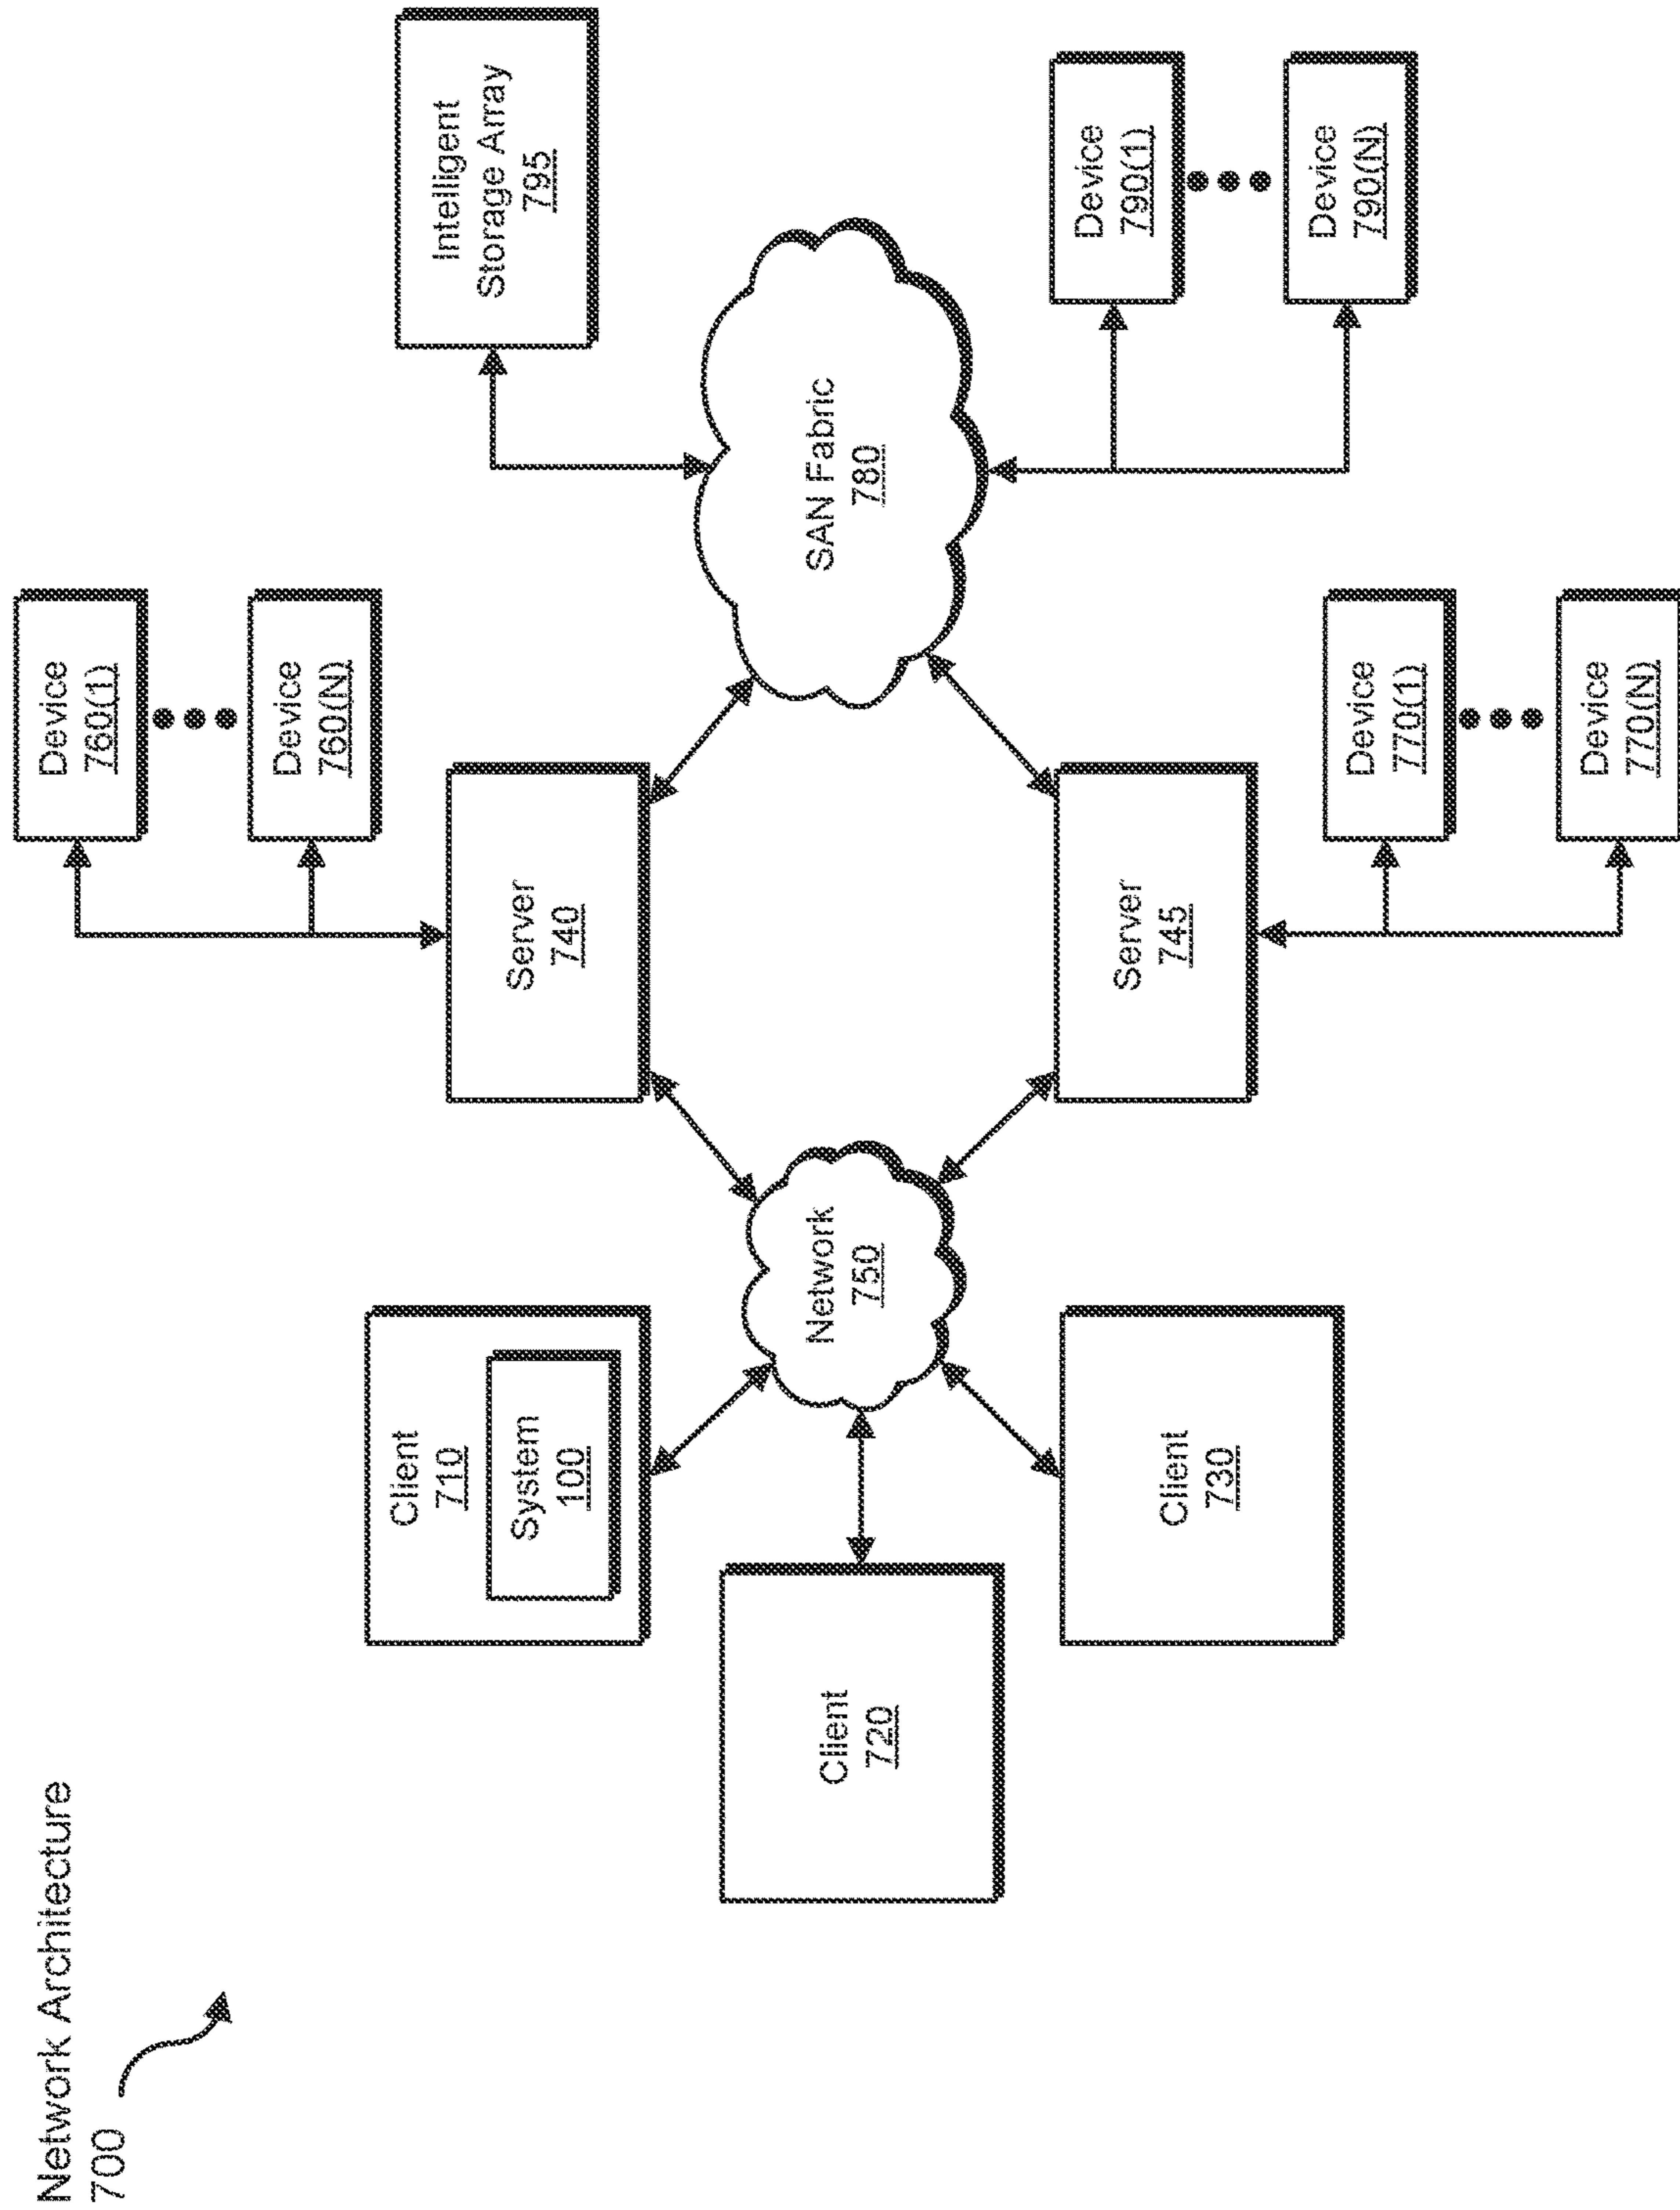 Network Architecture
700
Client
710
System
100
Client
720
Client
730
Network
750
Device
760(1)
Device
760(N)
Server
740
Server
745
Device
770(1)
Device
770(N)
SAN Fabric
780
Intelligent
Storage Array
795
Device
790(1)
Device
790(N)